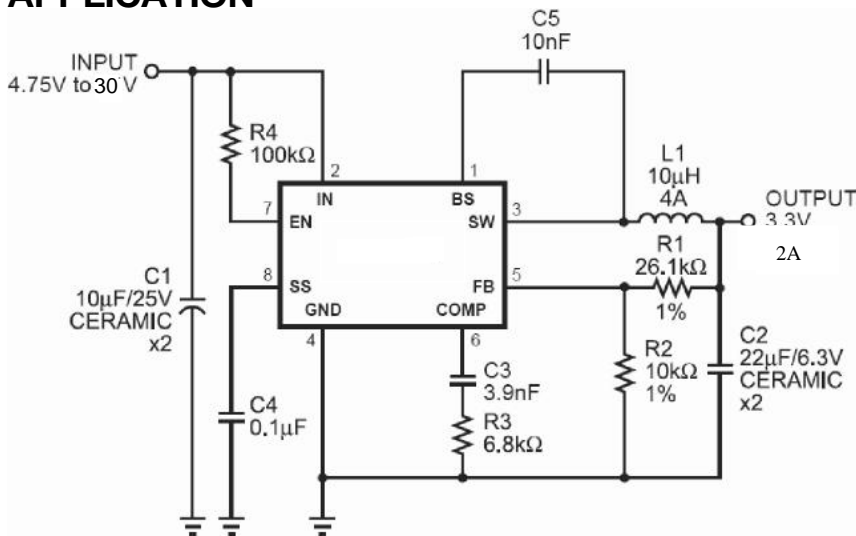 APPLICATION
C5
10nF
INPUT
4.75V to 30 V
R4
100kΩ
2
1
L1
10µH
4A
IN
BS
7
EN
SW
3
OUTPUT
3.3V
2A
R1
26.1kΩ
1%
8
SS
FB
5
C1
10µF/25V
CERAMIC
x2
GND
COMP
4
6
C2
22µF/6.3V
CERAMIC
x2
R2
10kΩ
1%
C3
3.9nF
C4
0.1µF
R3
6.8kΩ